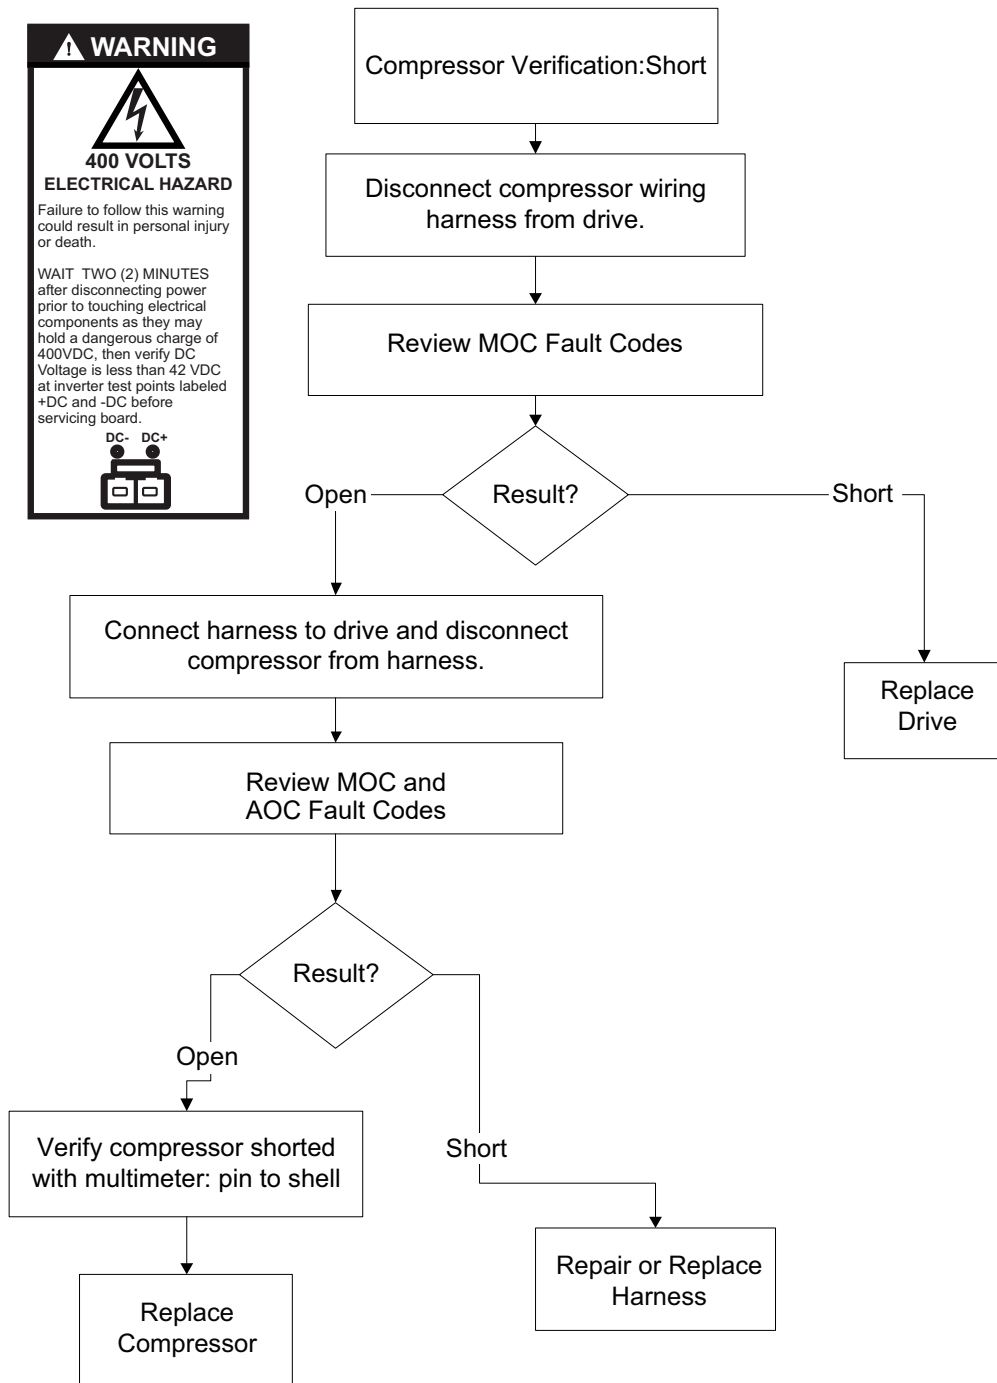 WARNING
400 VOLTS
ELECTRICAL HAZARD
Failure to follow this warning
could result in personal injury
or death.
WAIT TWO (2) MINUTES
after disconnecting power
prior to touching electrical
components as they may
hold a dangerous charge of
400VDC, then verify DC
Voltage is less than 42 VDC
at inverter test points labeled
+DC and -DC before
servicing board.
DC- DC+
Compressor Verification:Short
Disconnect compressor wiring
harness from drive.
Review MOC Fault Codes
Result?
Open
Short
Connect harness to drive and disconnect
compressor from harness.
Replace
Drive
Review MOC and
AOC Fault Codes
Result?
Open
Short
Verify compressor shorted
with multimeter: pin to shell
Repair or Replace
Harness
Replace
Compressor